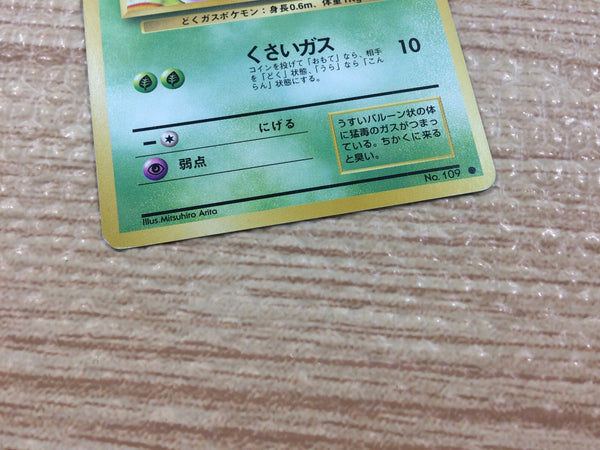 どくガスポケモン：身長0.6m、体重1kg
くさいガス 10
コインを投げて「おもて」なら、相手
を「どく」状態、「うら」なら「こん
らん」状態にする。
にげる
弱点
うすいバルーン状の体
に猛毒のガスがつまっ
ている。ちかくに来る
と臭い。
Illus.Mitsuhiro Arita
No. 109